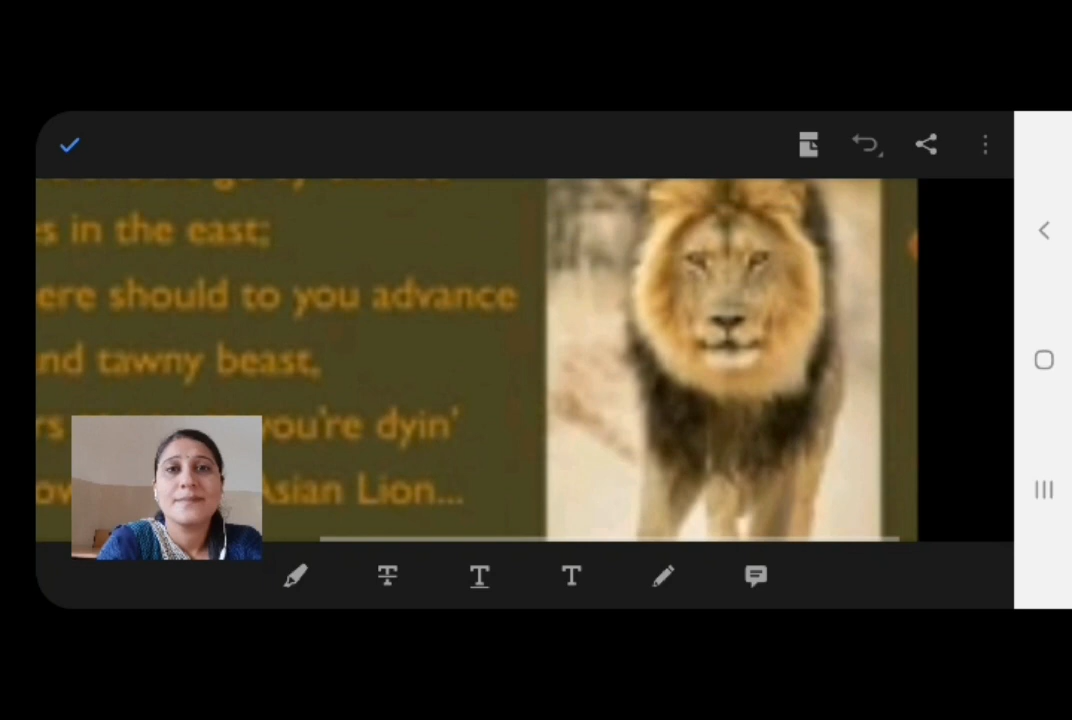 s in the east;
ere should to you advance
nd tawny beast,
rs you're dyin'
ow Asian Lion...